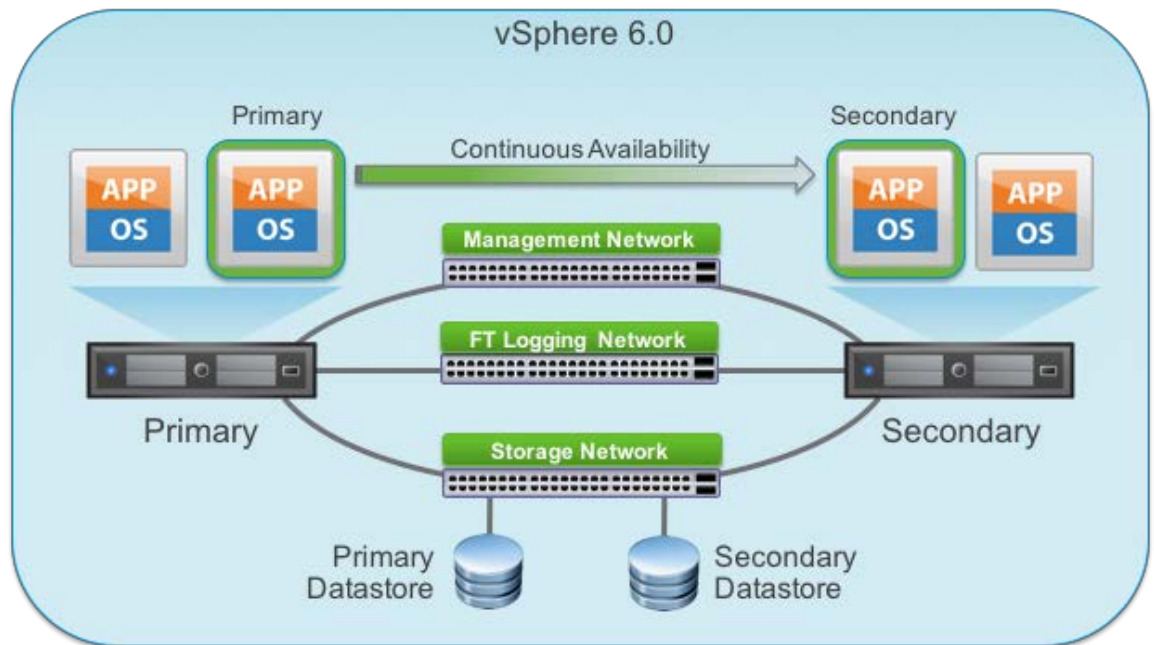 vSphere 6.0
Primary
Secondary
Continuous Availability
APP
OS
APP
OS
APP
OS
APP
OS
Management Network
FT Logging Network
Primary
Secondary
Storage Network
Primary
Datastore
Secondary
Datastore